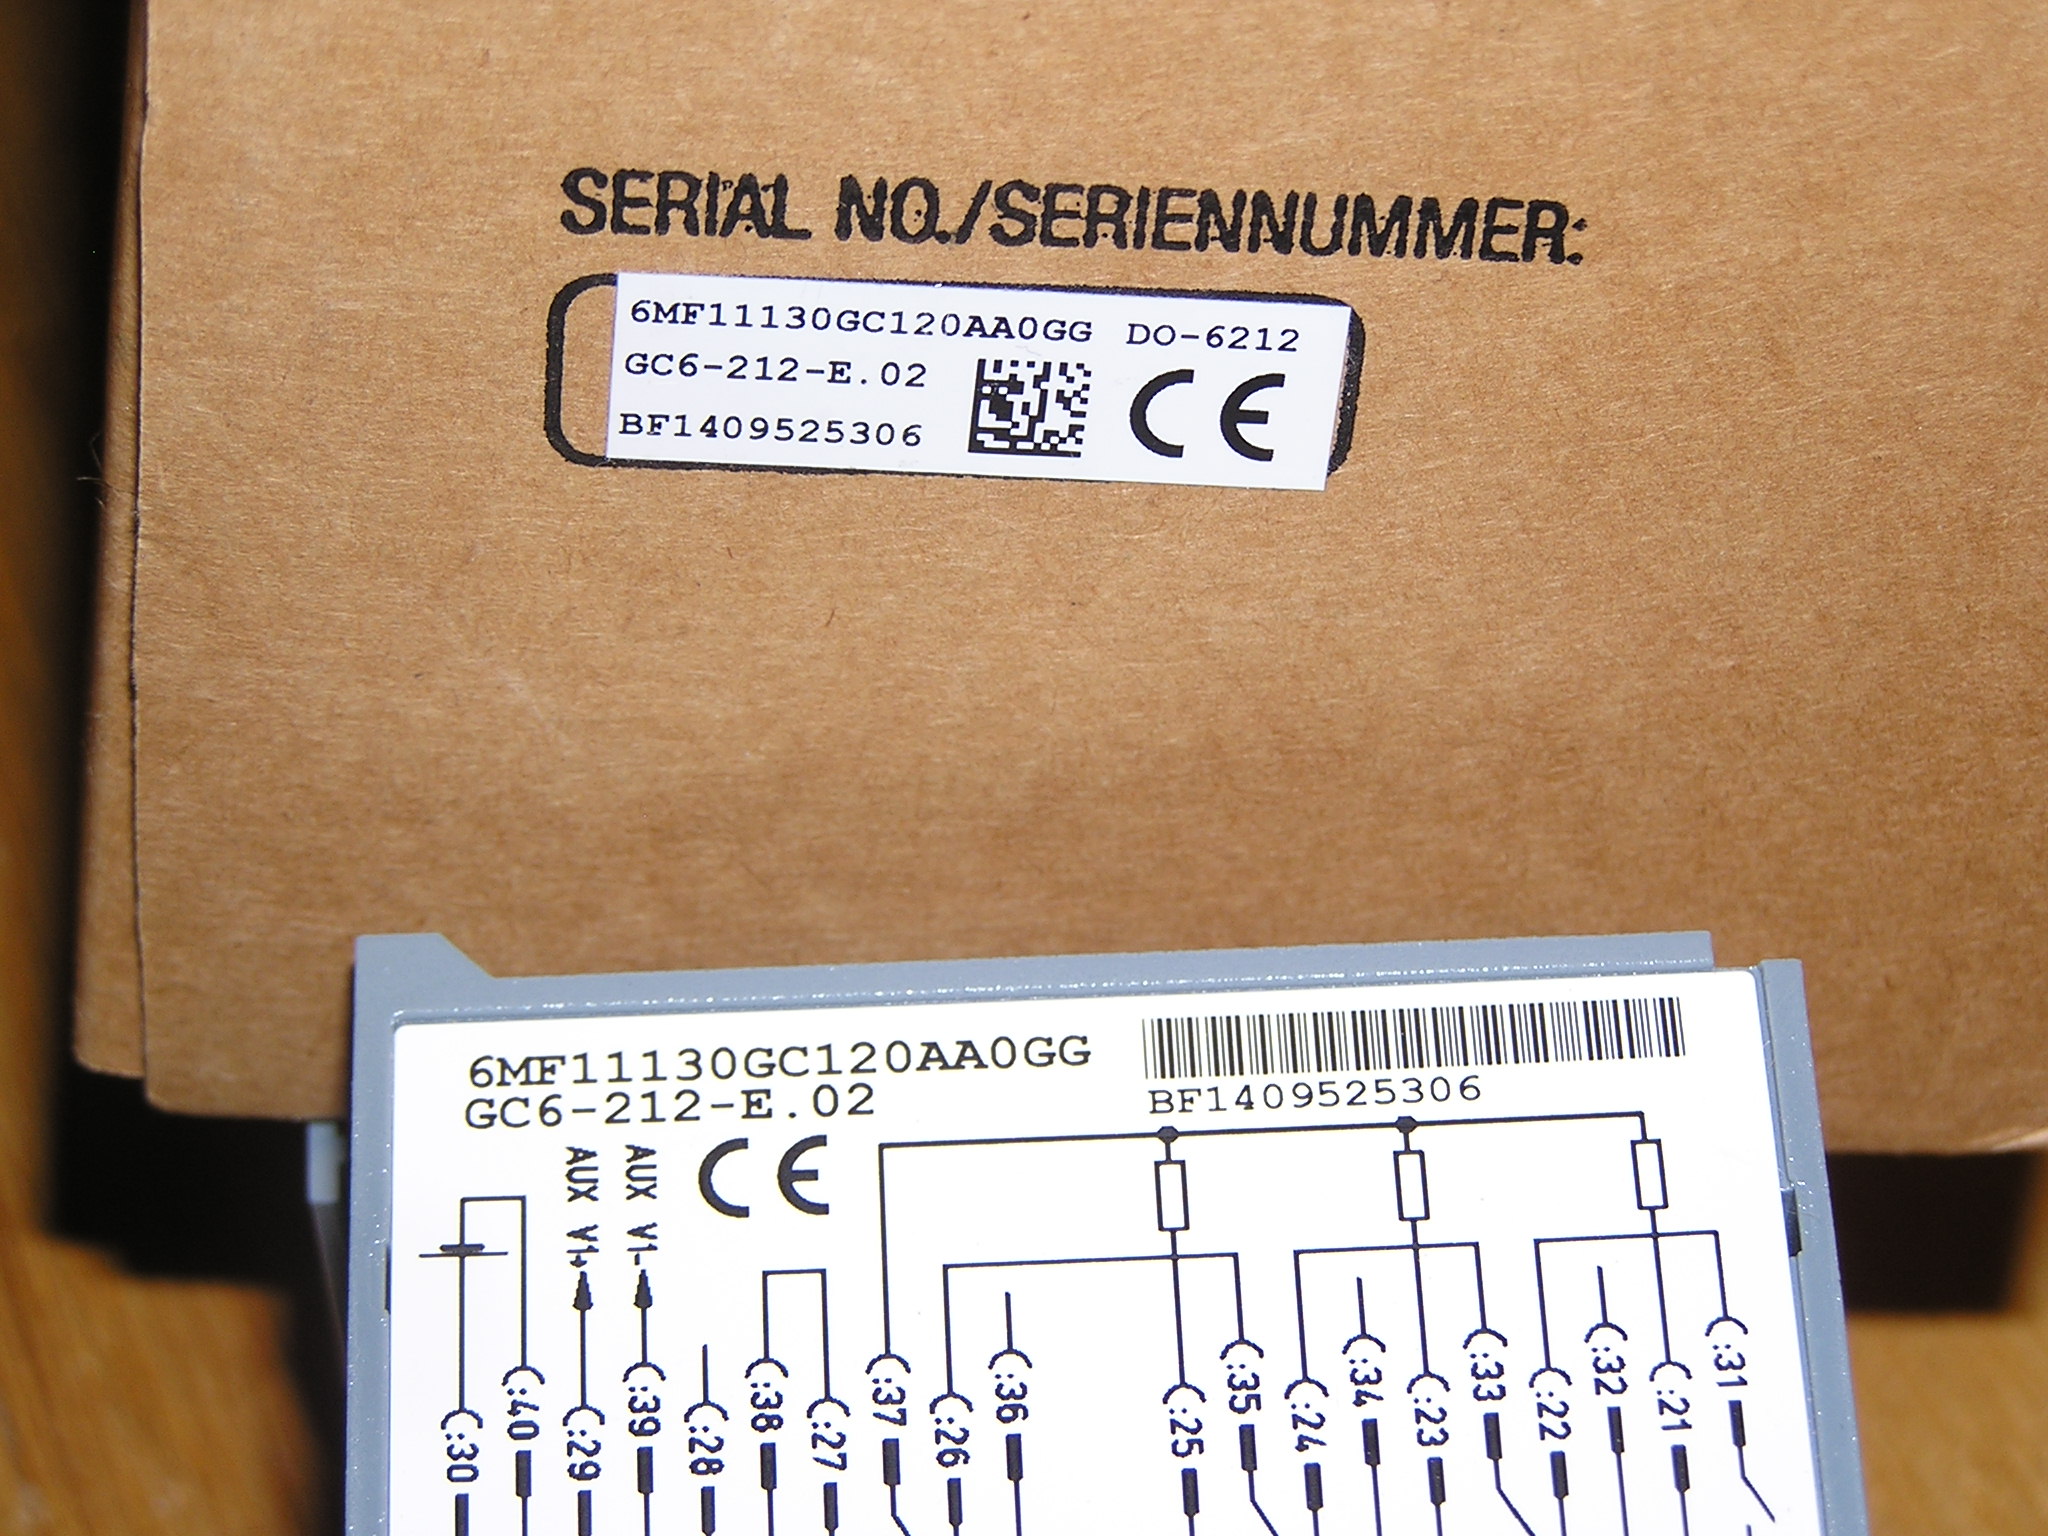 SERIAL NO./SERIENNUMMER:
6MF11130GC120AA0GG DO-6212
GC6-212-E.02
BF1409525306
CE
6MF11130GC120AA0GG
GC6-212-E.02
BF1409525306
CE
AUX V1+
AUX V1-
:30
:40
:29
:39
:28
:38
:27
:37
:26
:36
:25
:35
:24
:34
:23
:33
:22
:32
:21
:31